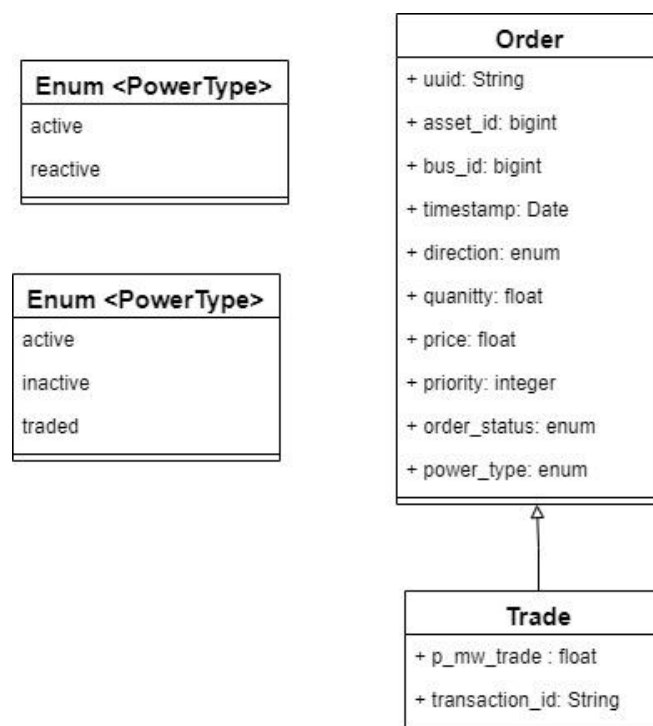 Enum <PowerType>
active
reactive
Enum <PowerType>
active
inactive
traded
Order
+ uuid: String
+ asset_id: bigint
+ bus_id: bigint
+ timestamp: Date
+ direction: enum
+ quanitty: float
+ price: float
+ priority: integer
+ order_status: enum
+ power_type: enum
Trade
+ p_mw_trade : float
+ transaction_id: String